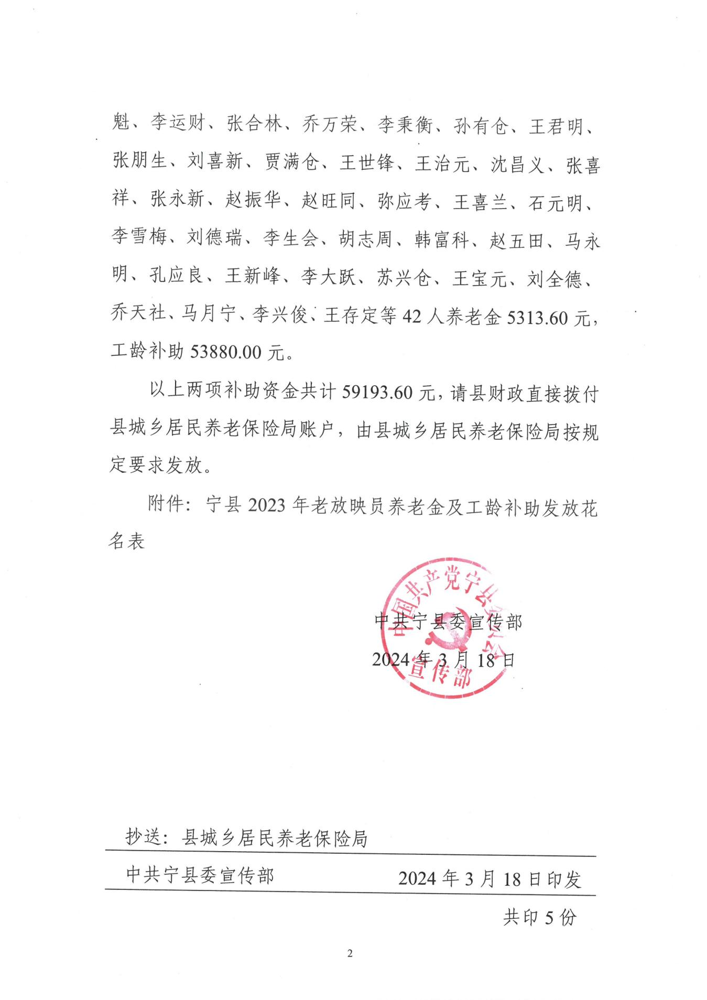 魁、李运财、张合林、乔万荣、李秉衡、孙有仓、王君明、
张朋生、刘喜新、贾满仓、王世锋、王治元、沈昌义、张喜
祥、张永新、赵振华、赵旺同、弥应考、王喜兰、石元明、
李雪梅、刘德瑞、李生会、胡志周、韩富科、赵五田、马永
明、孔应良、王新峰、李大跃、苏兴仓、王宝元、刘全德、
乔天社、马月宁、李兴俊、王存定等 42 人养老金 5313.60 元，
工龄补助 53880.00 元。
以上两项补助资金共计 59193.60 元，请县财政直接拨付
县城乡居民养老保险局账户，由县城乡居民养老保险局按规
定要求发放。
附件：宁县 2023 年老放映员养老金及工龄补助发放花
名表
中国共产党宁县委员会
中共宁县委宣传部
2024 年 3 月 18 日
宣传部
抄送：县城乡居民养老保险局
中共宁县委宣传部 2024 年 3 月 18 日印发
共印 5 份
2